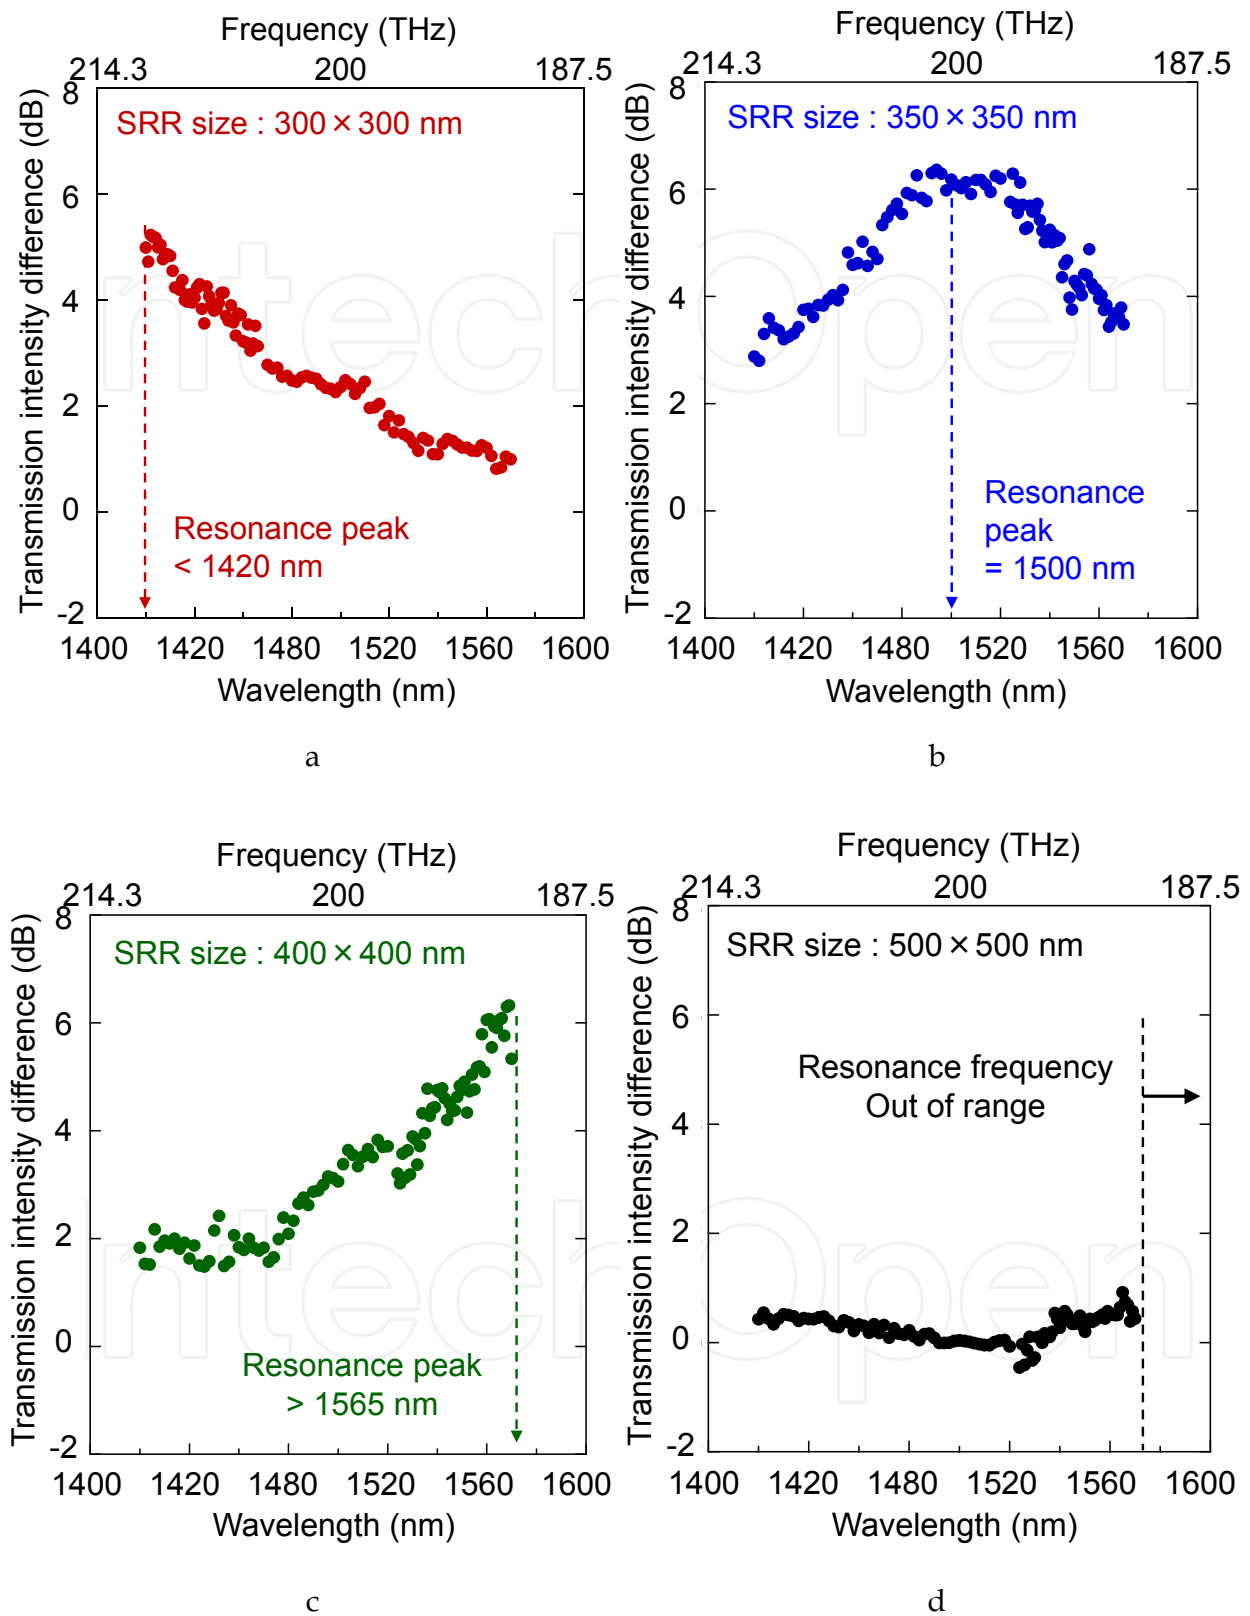 Frequency (THz)
214.3 200 187.5
Transmission intensity difference (dB)
8
6
4
2
0
-2
SRR size : 300 × 300 nm
Resonance peak
< 1420 nm
1400 1420 1480 1520 1560 1600
Wavelength (nm)
a
Frequency (THz)
214.3 200 187.5
Transmission intensity difference (dB)
8
6
4
2
0
-2
SRR size : 350 × 350 nm
Resonance
peak
= 1500 nm
1400 1420 1480 1520 1560 1600
Wavelength (nm)
b
Frequency (THz)
214.3 200 187.5
Transmission intensity difference (dB)
8
6
4
2
0
-2
SRR size : 400 × 400 nm
Resonance peak
> 1565 nm
1400 1420 1480 1520 1560 1600
Wavelength (nm)
c
Frequency (THz)
214.3 200 187.5
Transmission intensity difference (dB)
8
6
4
2
0
-2
SRR size : 500 × 500 nm
Resonance frequency
Out of range
1400 1420 1480 1520 1560 1600
Wavelength (nm)
d